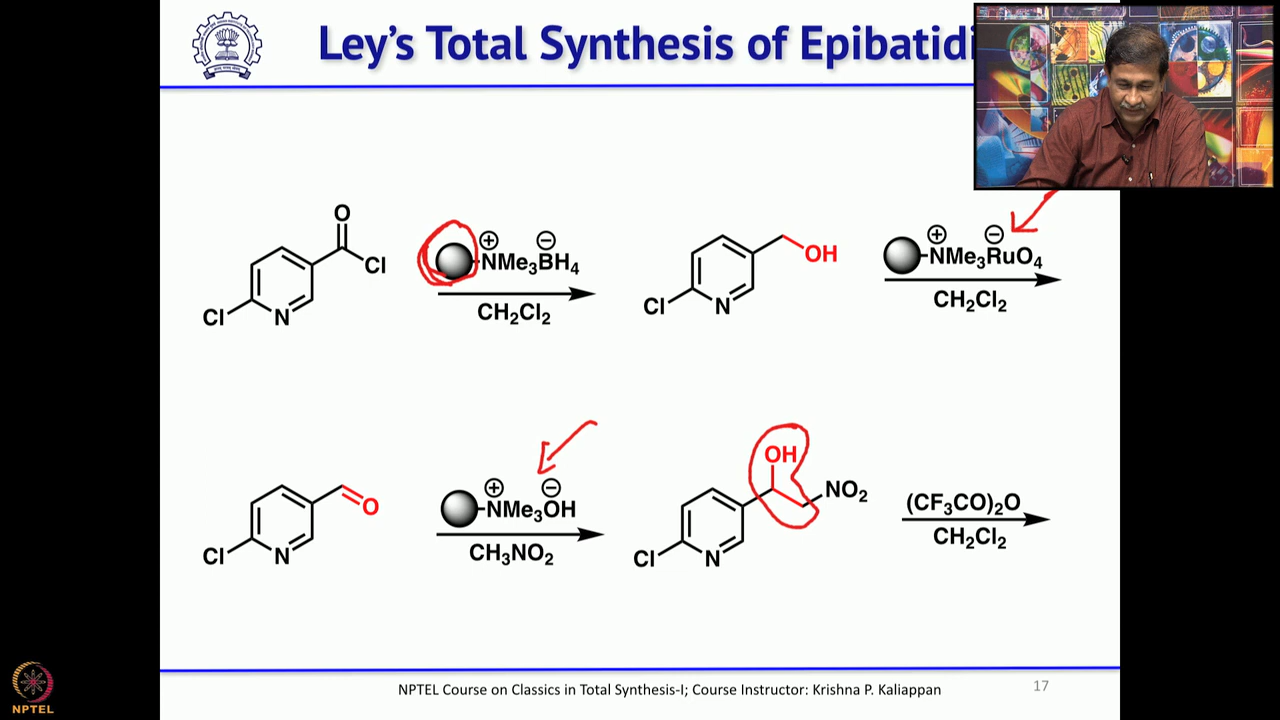 Ley's Total Synthesis of Epibatidi
O
Cl
Cl
N
⊕ ⊖
NMe₃BH₄
CH₂Cl₂
OH
Cl
N
⊕ ⊖
NMe₃RuO₄
CH₂Cl₂
O
Cl
N
⊕ ⊖
NMe₃OH
CH₃NO₂
OH
NO₂
Cl
N
(CF₃CO)₂O
CH₂Cl₂
NPTEL Course on Classics in Total Synthesis-I; Course Instructor: Krishna P. Kaliappan
17
NPTEL